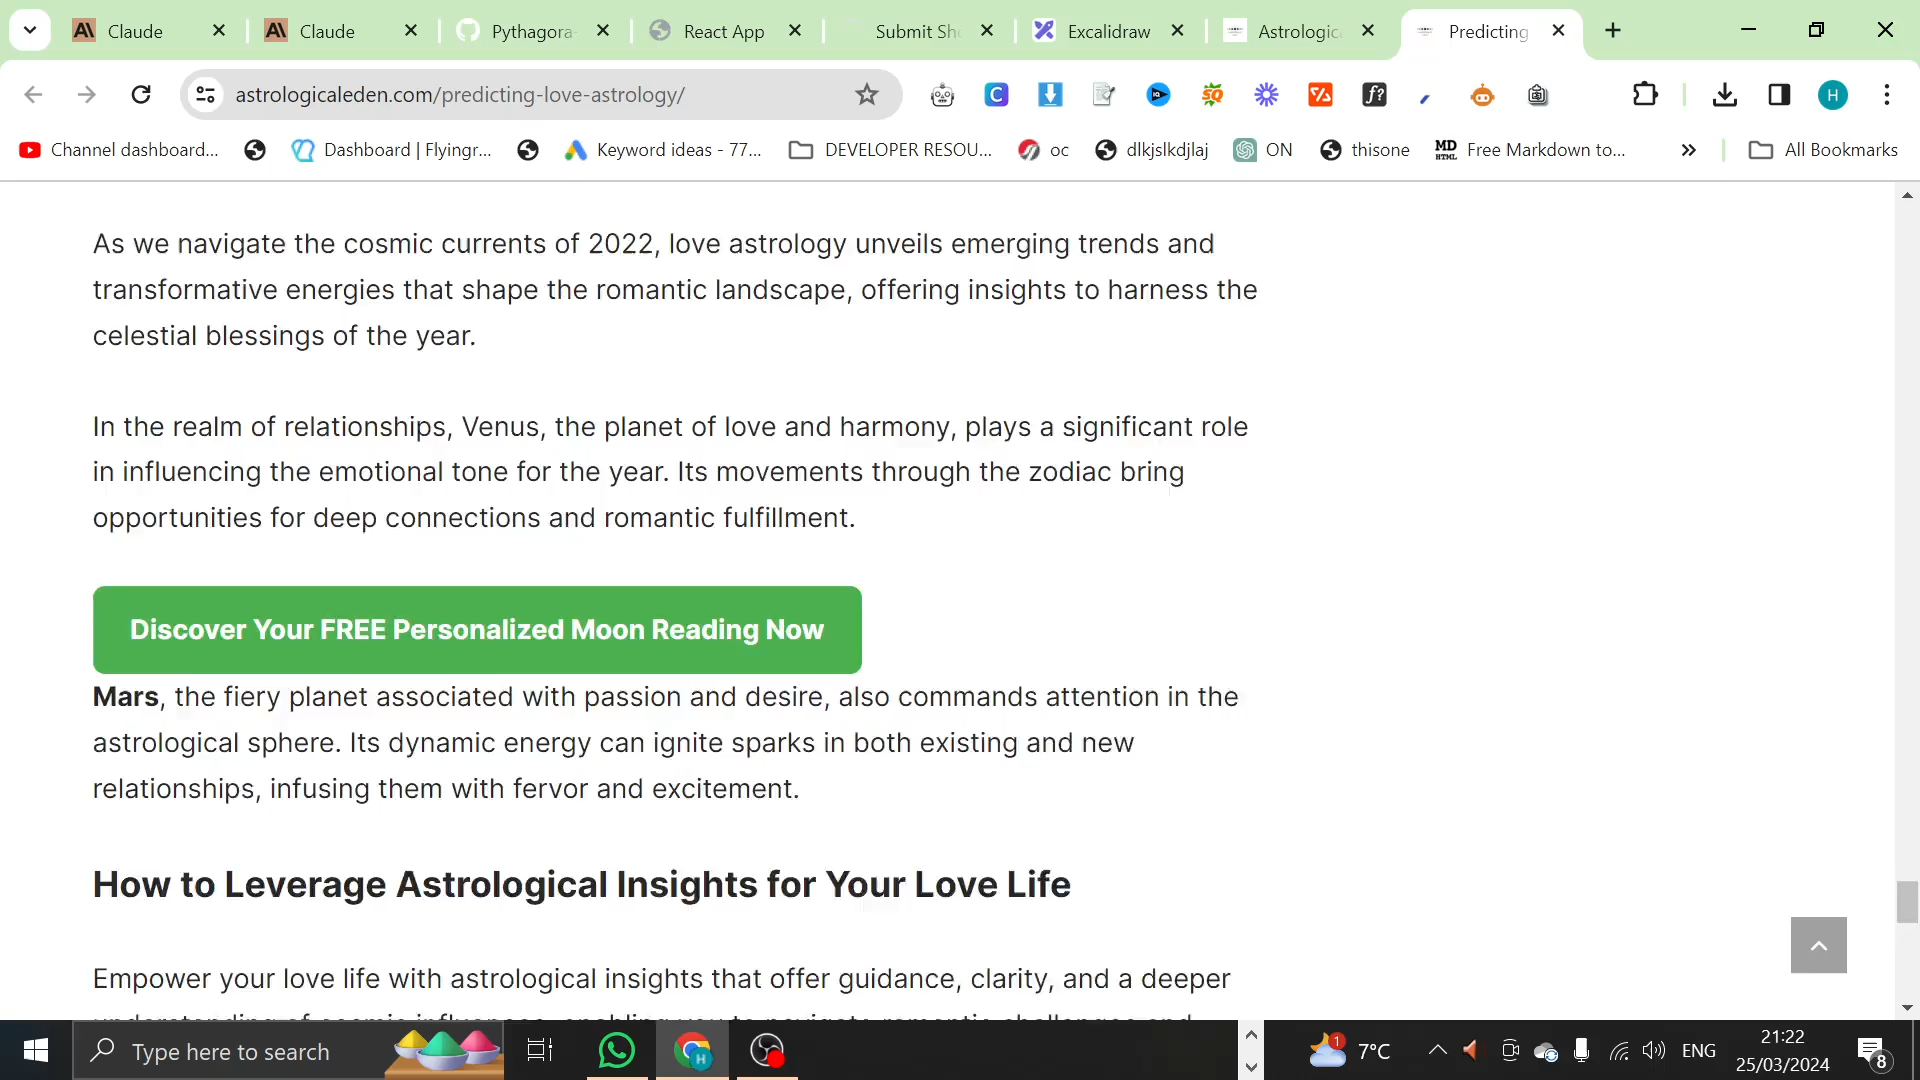 Claude
Claude
Pythagora-
React App
Submit Sh
Excalidraw
Astrologic
Predicting
astrologicaleden.com/predicting-love-astrology/
H
Channel dashboard...
Dashboard | Flyingr...
Keyword ideas - 77...
DEVELOPER RESOU...
oc
dlkjslkdjlaj
ON
thisone
MD HTML
Free Markdown to...
»
All Bookmarks
As we navigate the cosmic currents of 2022, love astrology unveils emerging trends and
transformative energies that shape the romantic landscape, offering insights to harness the
celestial blessings of the year.
In the realm of relationships, Venus, the planet of love and harmony, plays a significant role
in influencing the emotional tone for the year. Its movements through the zodiac bring
opportunities for deep connections and romantic fulfillment.
Discover Your FREE Personalized Moon Reading Now
Mars, the fiery planet associated with passion and desire, also commands attention in the
astrological sphere. Its dynamic energy can ignite sparks in both existing and new
relationships, infusing them with fervor and excitement.
How to Leverage Astrological Insights for Your Love Life
Empower your love life with astrological insights that offer guidance, clarity, and a deeper
Type here to search
1
7°C
ENG
21:22
25/03/2024
8